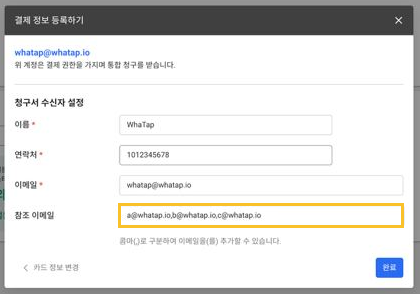 결제 정보 등록하기
whatap@whatap.io
위 계정은 결제 권한을 가지며 통합 청구를 받습니다.
청구서 수신자 설정
이름 * WhaTap
연락처 * 1012345678
이메일 * whatap@whatap.io
참조 이메일 a@whatap.io,b@whatap.io,c@whatap.io
콤마(,)로 구분하여 이메일을(를) 추가할 수 있습니다.
카드 정보 변경 완료